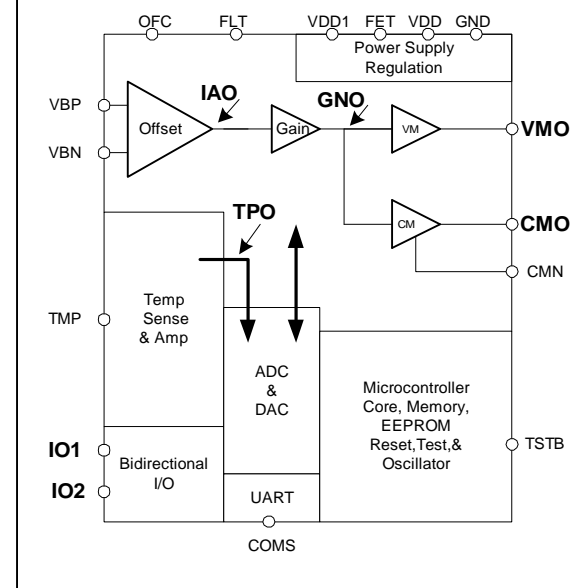 OFC FLT VDD1 FET VDD GND
Power Supply
Regulation
IAO GNO
VBP
Offset Gain VM VMO
VBN
TPO
CM CMO
CMN
Temp
Sense
& Amp
TMP
ADC
&
DAC
Microcontroller
Core, Memory,
EEPROM
Reset,Test,&
Oscillator
TSTB
IO1
Bidirectional
I/O
IO2
UART
COMS